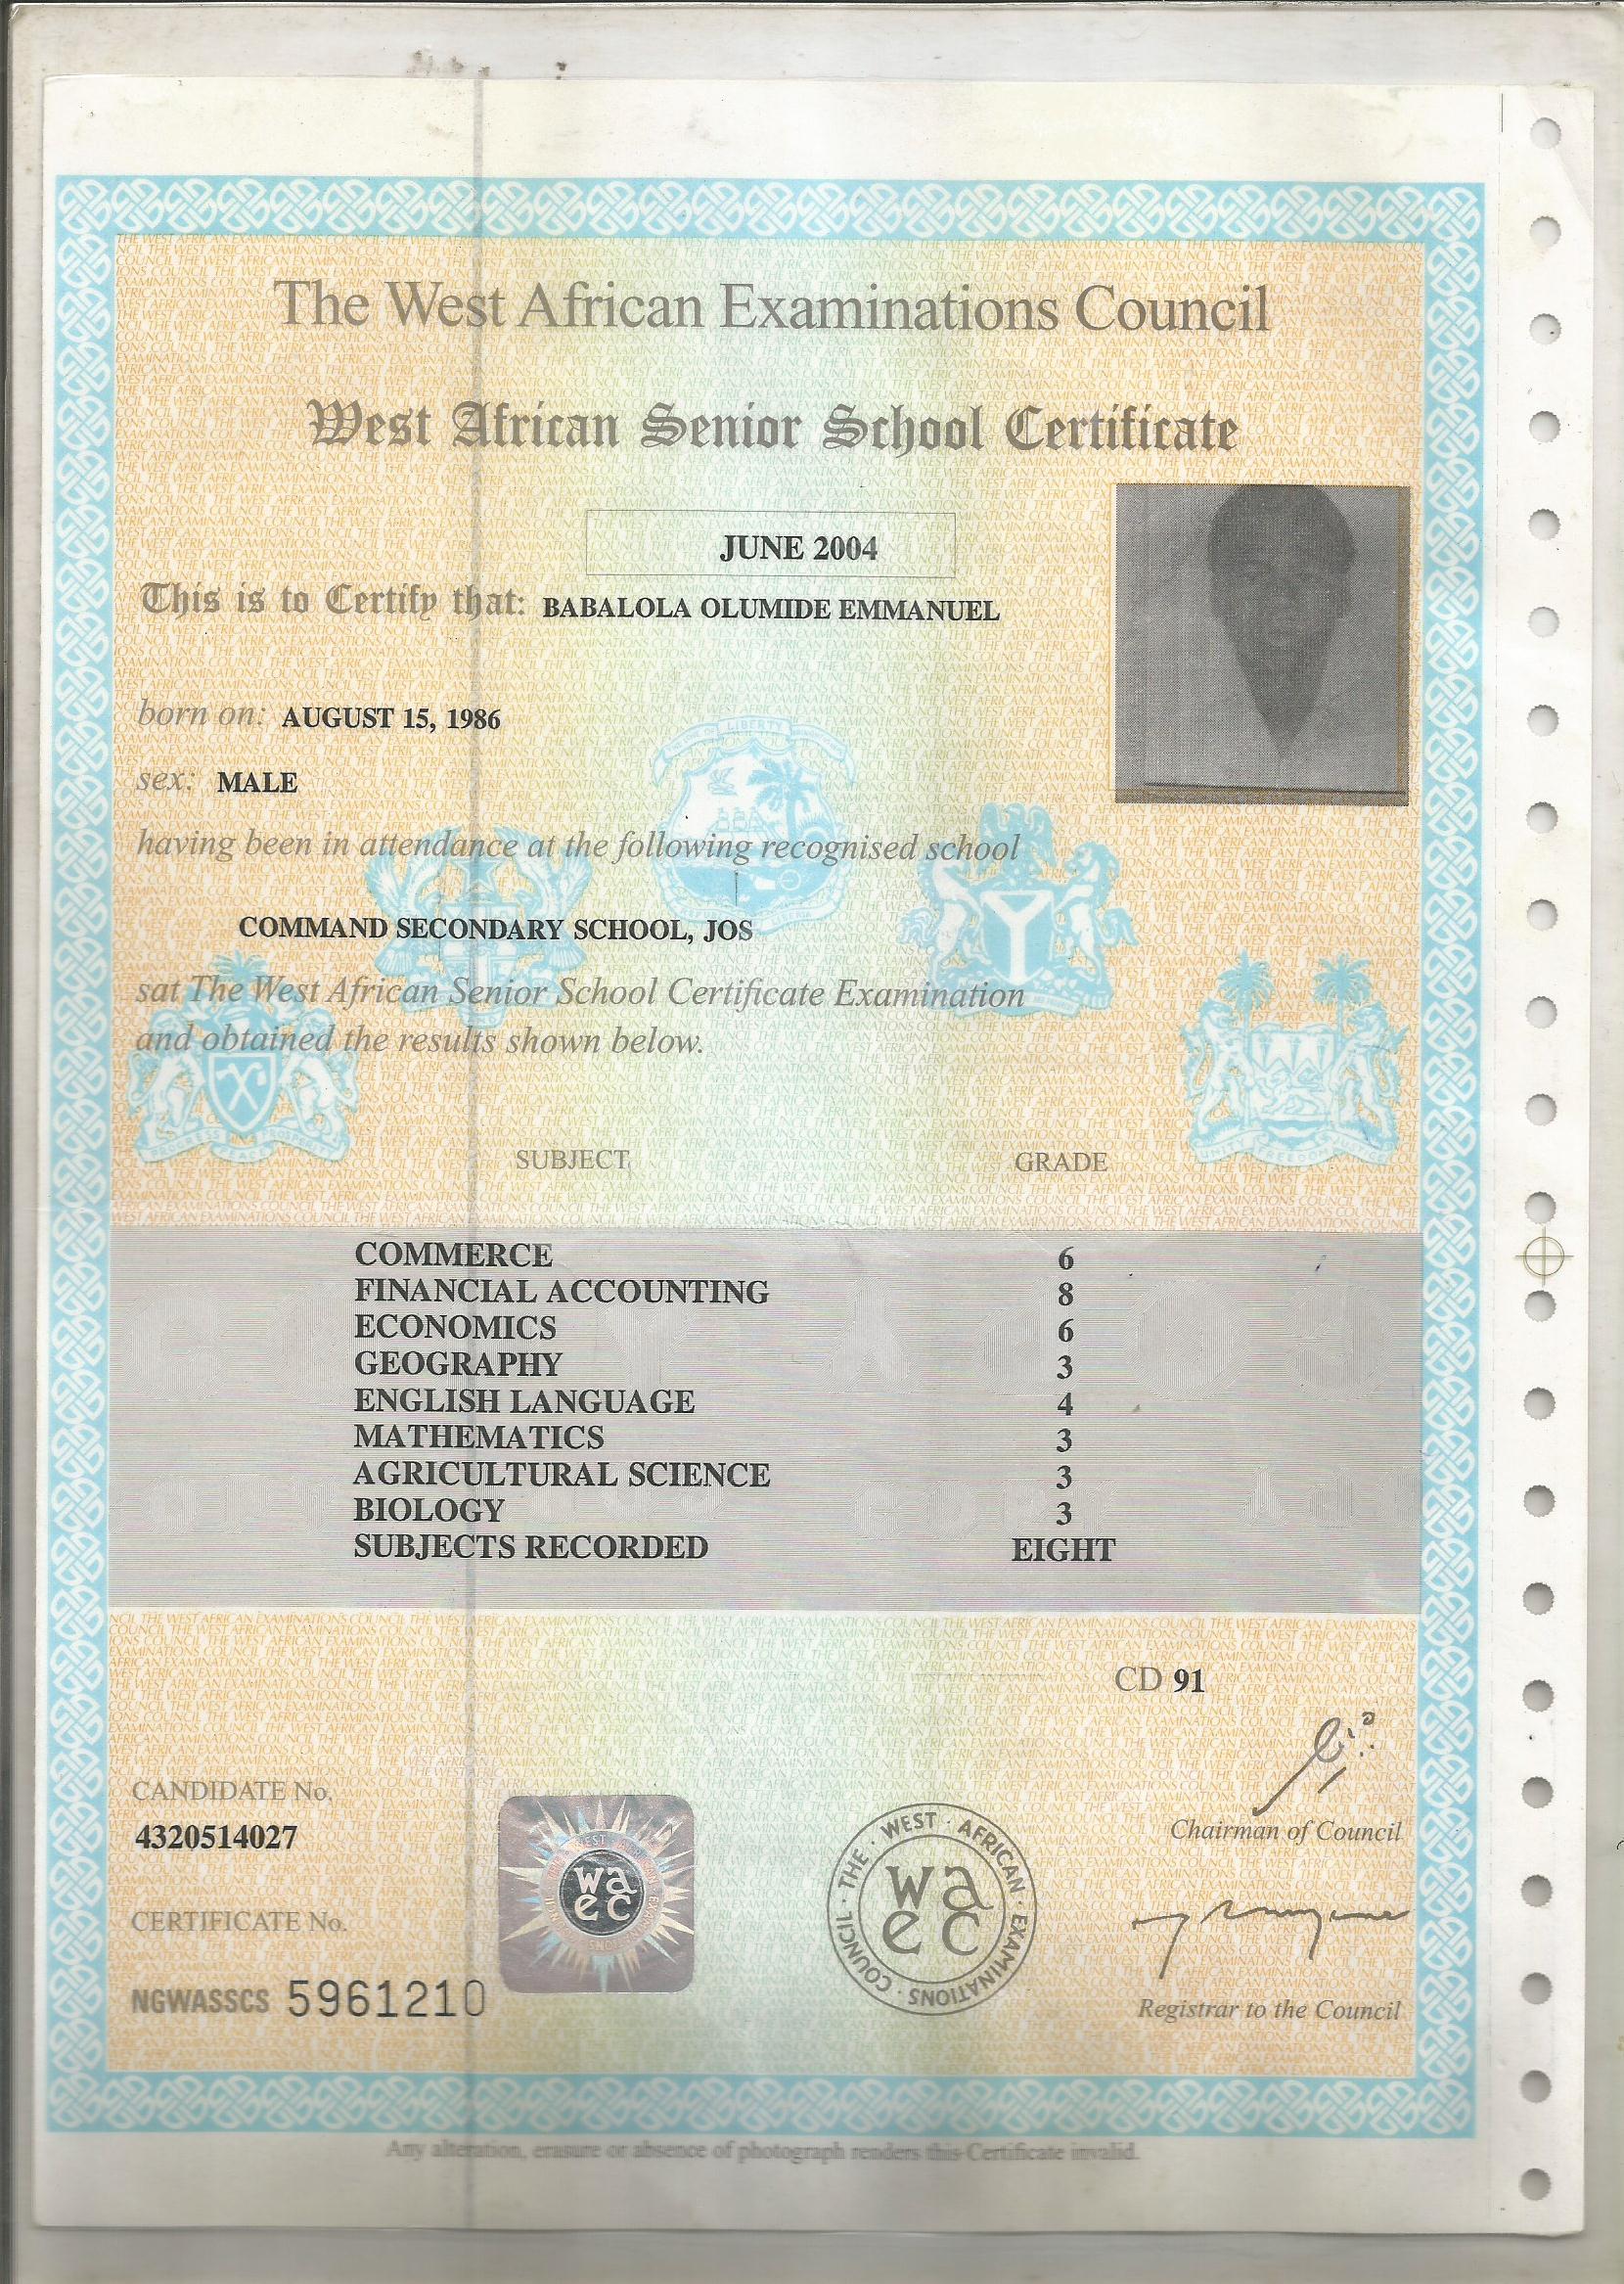 The West African Examinations Council
West African Senior School Certificate
JUNE 2004
This is to Certify that: BABALOLA OLUMIDE EMMANUEL
born on: AUGUST 15, 1986
sex: MALE
having been in attendance at the following recognised school
COMMAND SECONDARY SCHOOL, JOS
sat The West African Senior School Certificate Examination
and obtained the results shown below.
SUBJECT GRADE
COMMERCE 6
FINANCIAL ACCOUNTING 8
ECONOMICS 6
GEOGRAPHY 3
ENGLISH LANGUAGE 4
MATHEMATICS 3
AGRICULTURAL SCIENCE 3
BIOLOGY 3
SUBJECTS RECORDED EIGHT
CD 91
CANDIDATE No.
4320514027
Chairman of Council
CERTIFICATE No.
NGWASSCS 5961210
waec
THE · WEST · AFRICAN · EXAMINATIONS · COUNCIL ·
waec
Registrar to the Council
Any alteration, erasure or absence of photograph renders this Certificate invalid.